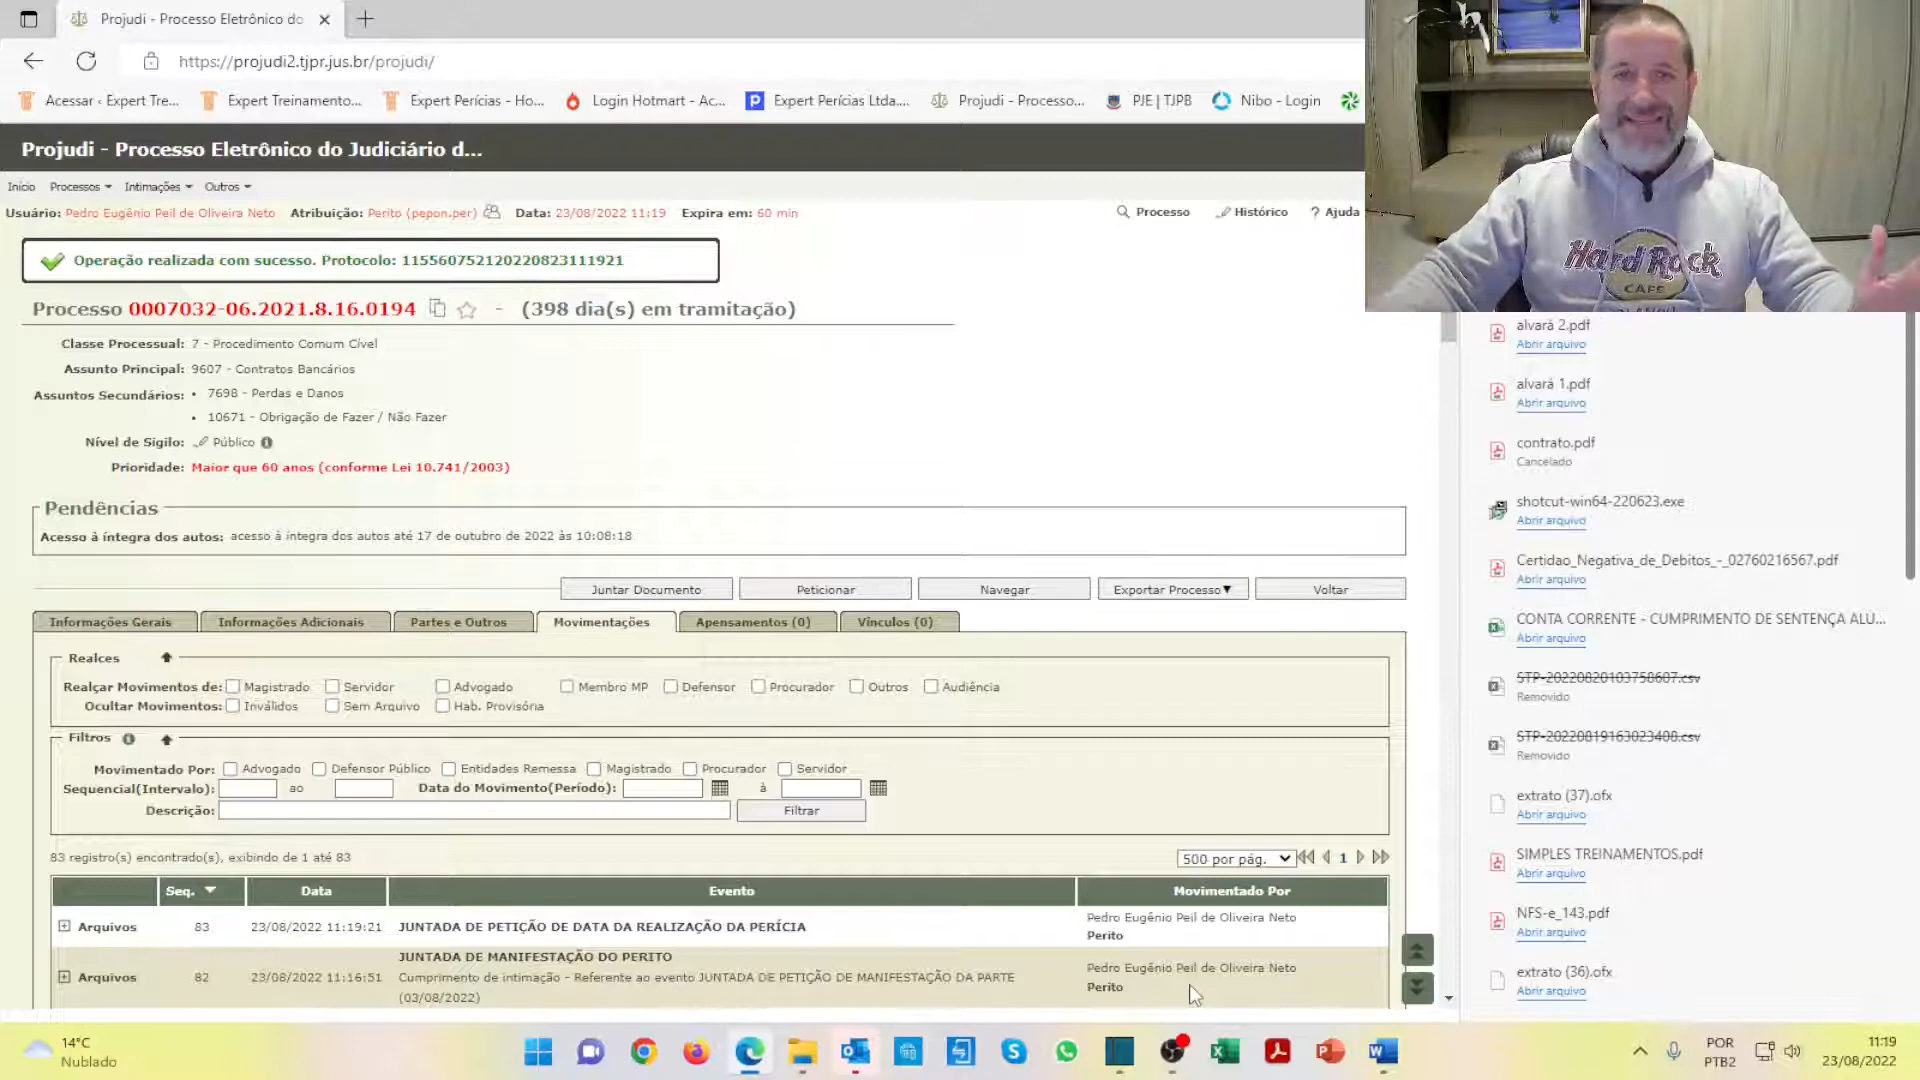 Projudi - Processo Eletrônico do
https://projudi2.tjpr.jus.br/projudi/
Acessar ‹ Expert Tre... Expert Treinamento... Expert Perícias - Ho... Login Hotmart - Ac... Expert Perícias Ltda.... Projudi - Processo... PJE | TJPB Nibo - Login
Projudi - Processo Eletrônico do Judiciário d...
Início Processos Intimações Outros
Usuário: Pedro Eugênio Peil de Oliveira Neto Atribuição: Perito (pepon.per) Data: 23/08/2022 11:19 Expira em: 60 min Processo Histórico ? Ajuda
Operação realizada com sucesso. Protocolo: 115560752120220823111921
Processo 0007032-06.2021.8.16.0194 - (398 dia(s) em tramitação)
Classe Processual: 7 - Procedimento Comum Cível
Assunto Principal: 9607 - Contratos Bancários
Assuntos Secundários: • 7698 - Perdas e Danos
• 10671 - Obrigação de Fazer / Não Fazer
Nível de Sigilo: Público
Prioridade: Maior que 60 anos (conforme Lei 10.741/2003)
Pendências
Acesso à íntegra dos autos: acesso à íntegra dos autos até 17 de outubro de 2022 às 10:08:18
Juntar Documento Peticionar Navegar Exportar Processo▼ Voltar
Informações Gerais Informações Adicionais Partes e Outros Movimentações Apensamentos (0) Vínculos (0)
Realces
Realçar Movimentos de: Magistrado Servidor Advogado Membro MP Defensor Procurador Outros Audiência
Ocultar Movimentos: Inválidos Sem Arquivo Hab. Provisória
Filtros
Movimentado Por: Advogado Defensor Público Entidades Remessa Magistrado Procurador Servidor
Sequencial(Intervalo): ao Data do Movimento(Período): à
Descrição: Filtrar
83 registro(s) encontrado(s), exibindo de 1 até 83 500 por pág. 1
Seq. Data Evento Movimentado Por
Arquivos 83 23/08/2022 11:19:21 JUNTADA DE PETIÇÃO DE DATA DA REALIZAÇÃO DA PERÍCIA Pedro Eugênio Peil de Oliveira Neto
Perito
JUNTADA DE MANIFESTAÇÃO DO PERITO
Arquivos 82 23/08/2022 11:16:51 Cumprimento de intimação - Referente ao evento JUNTADA DE PETIÇÃO DE MANIFESTAÇÃO DA PARTE Pedro Eugênio Peil de Oliveira Neto
(03/08/2022) Perito
Hard Rock
CAFE
alvará 2.pdf
Abrir arquivo
alvará 1.pdf
Abrir arquivo
contrato.pdf
Cancelado
shotcut-win64-220623.exe
Abrir arquivo
Certidao_Negativa_de_Debitos_-_02760216567.pdf
Abrir arquivo
CONTA CORRENTE - CUMPRIMENTO DE SENTENÇA ALU...
Abrir arquivo
STP-20220820103758607.csv
Removido
STP-20220819163023408.csv
Removido
extrato (37).ofx
Abrir arquivo
SIMPLES TREINAMENTOS.pdf
Abrir arquivo
NFS-e_143.pdf
Abrir arquivo
extrato (36).ofx
Abrir arquivo
14°C
Nublado
POR
PTB2
11:19
23/08/2022